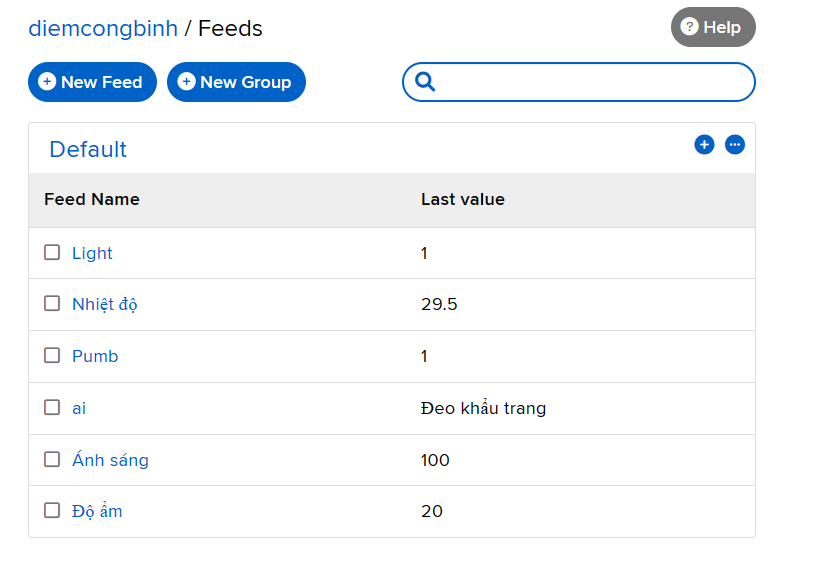 diemcongbinh / Feeds
? Help
+ New Feed
+ New Group
Default
Feed Name Last value
Light 1
Nhiệt độ 29.5
Pumb 1
ai Đeo khẩu trang
Ánh sáng 100
Độ ẩm 20